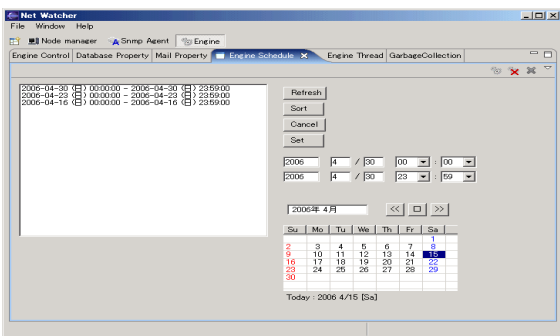 Net Watcher
File Window Help
Node manager Snmp Agent Engine
Engine Control Database Property Mail Property Engine Schedule Engine Thread GarbageCollection
2006-04-30 (日) 00:00:00 - 2006-04-30 (日) 23:59:00
2006-04-23 (日) 00:00:00 - 2006-04-23 (日) 23:59:00
2006-04-16 (日) 00:00:00 - 2006-04-16 (日) 23:59:00
Refresh
Sort
Cancel
Set
2006 4 / 30 00 : 00
2006 4 / 30 23 : 59
2006年 4月 << □ >>
Su Mo Tu We Th Fr Sa
1
2 3 4 5 6 7 8
9 10 11 12 13 14 15
16 17 18 19 20 21 22
23 24 25 26 27 28 29
30
Today : 2006 4/15 [Sa]